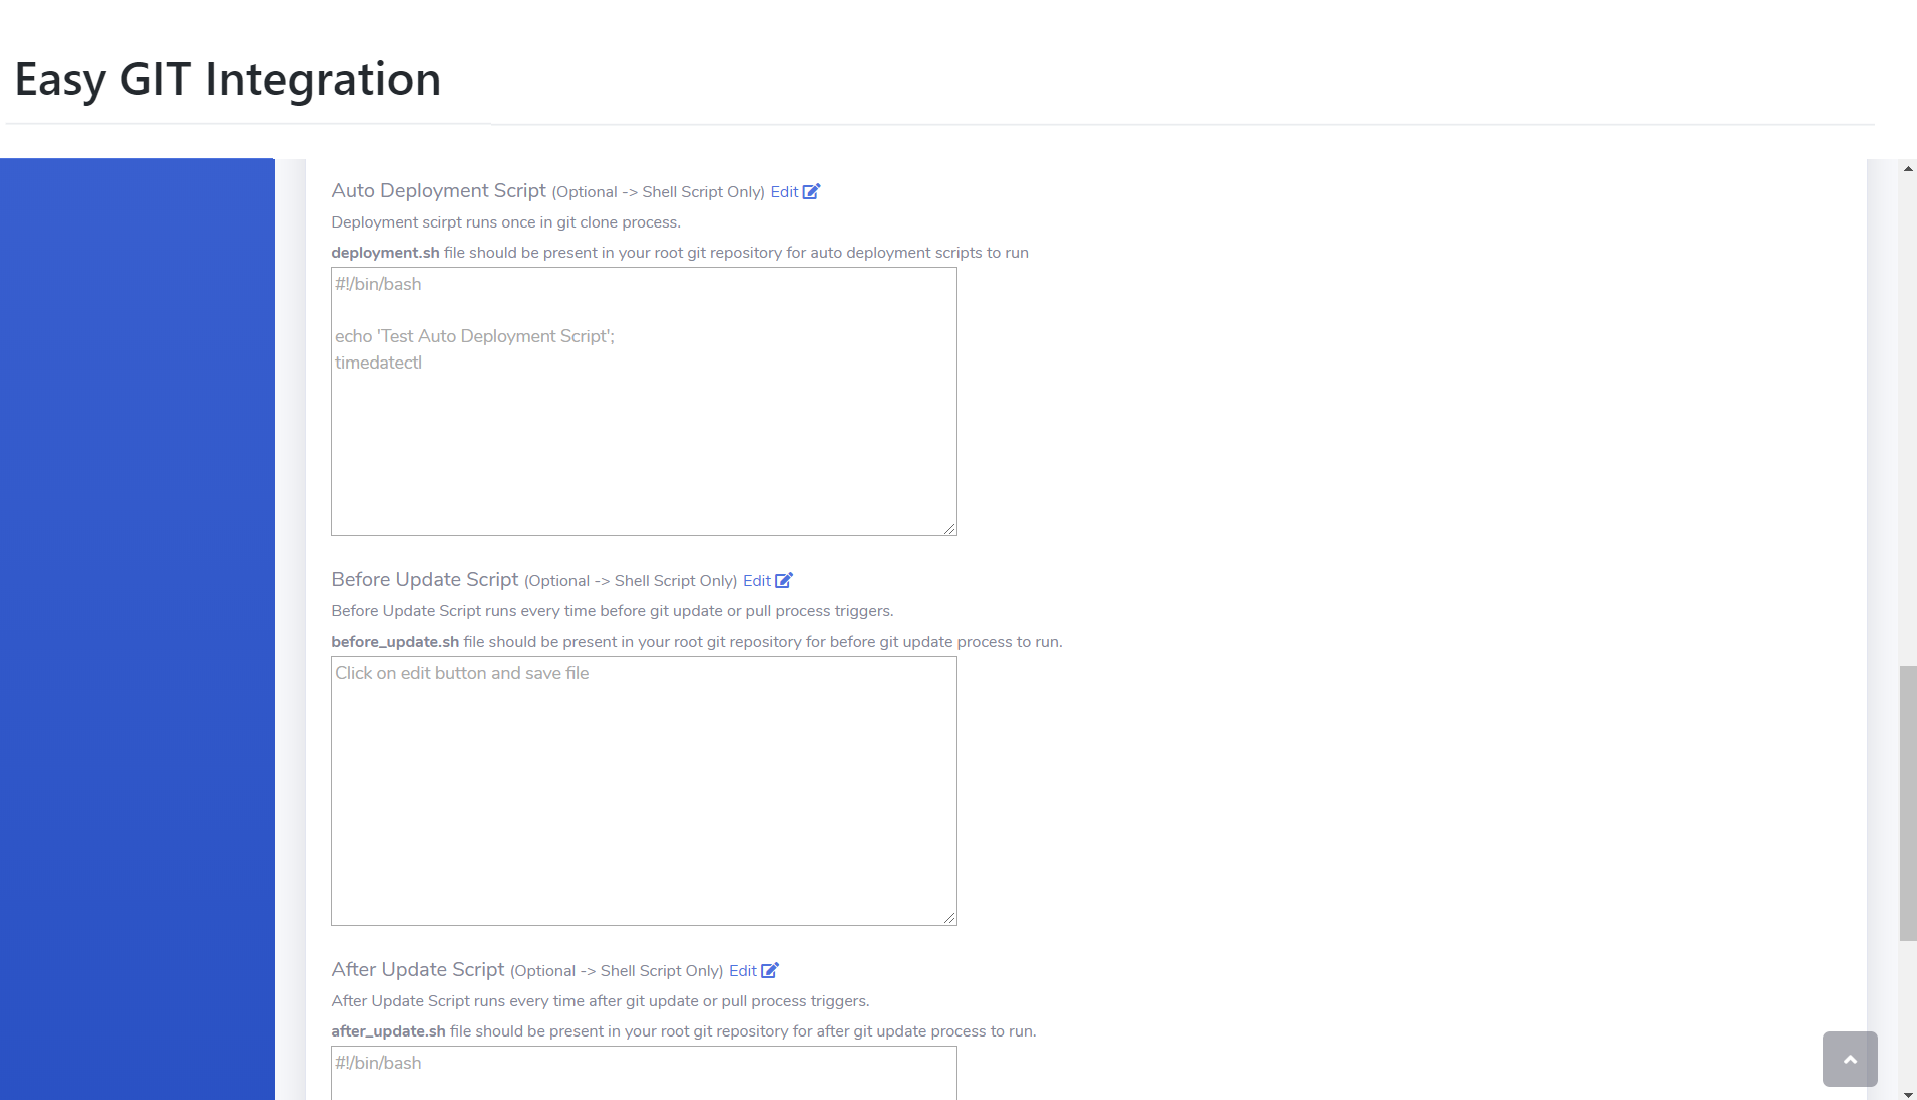 Easy GIT Integration
Auto Deployment Script (Optional -> Shell Script Only) Edit
Deployment scirpt runs once in git clone process.
deployment.sh file should be present in your root git repository for auto deployment scripts to run
#!/bin/bash
echo 'Test Auto Deployment Script';
timedatectl
Before Update Script (Optional -> Shell Script Only) Edit
Before Update Script runs every time before git update or pull process triggers.
before_update.sh file should be present in your root git repository for before git update process to run.
Click on edit button and save file
After Update Script (Optional -> Shell Script Only) Edit
After Update Script runs every time after git update or pull process triggers.
after_update.sh file should be present in your root git repository for after git update process to run.
#!/bin/bash